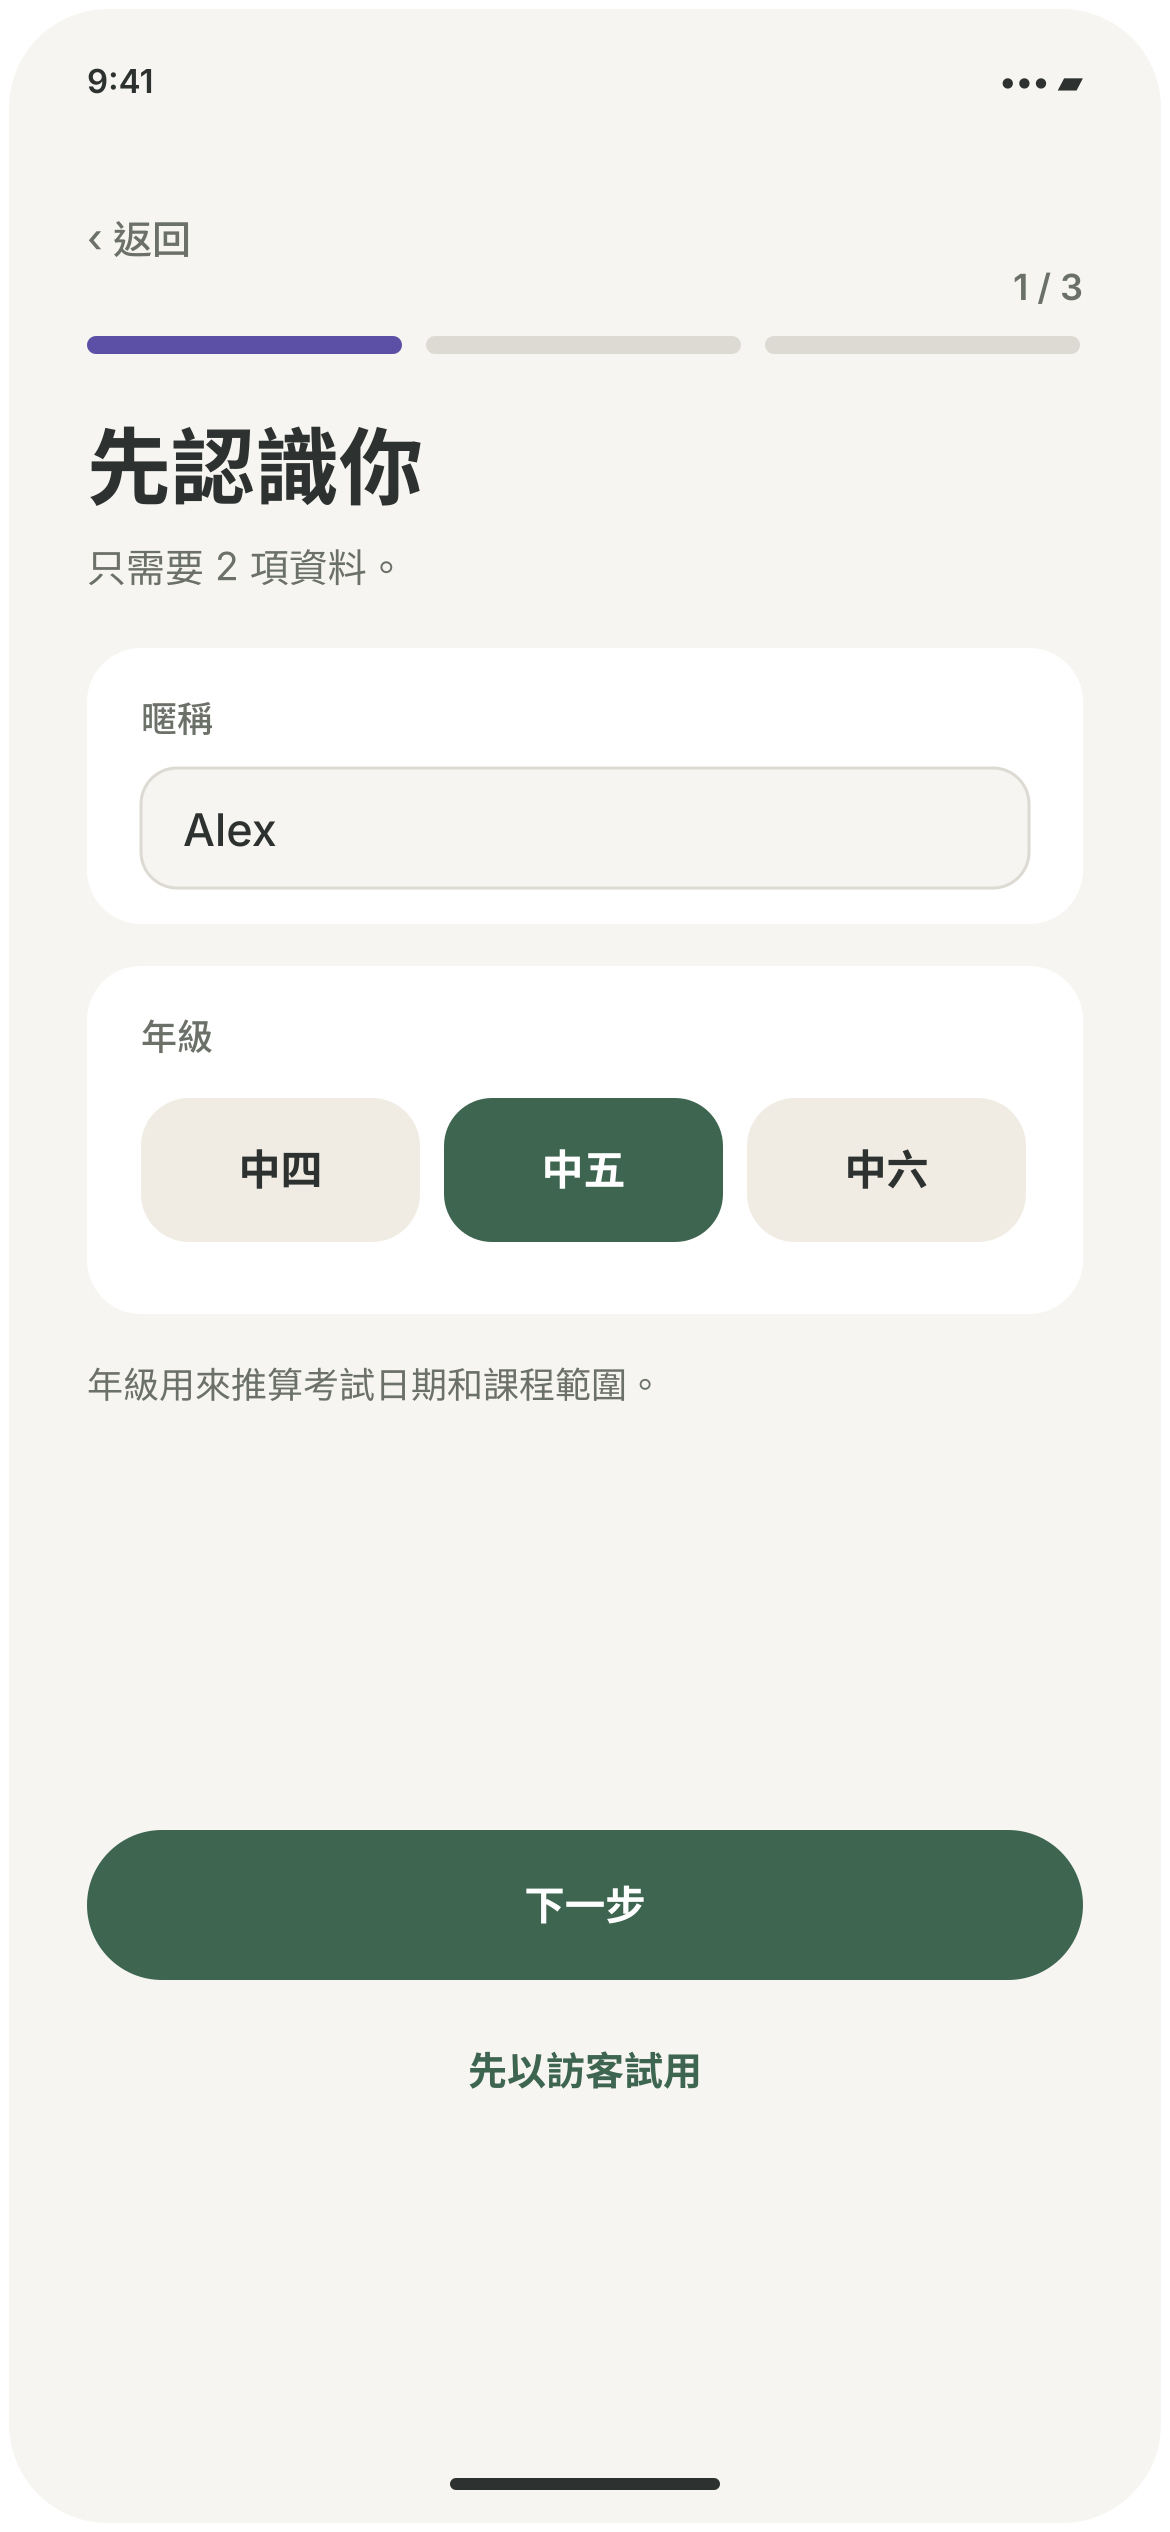 9:41
‹ 返回
1 / 3
先認識你
只需要 2 項資料。
暱稱
Alex
年級
中四 中五 中六
年級用來推算考試日期和課程範圍。
下一步
先以訪客試用